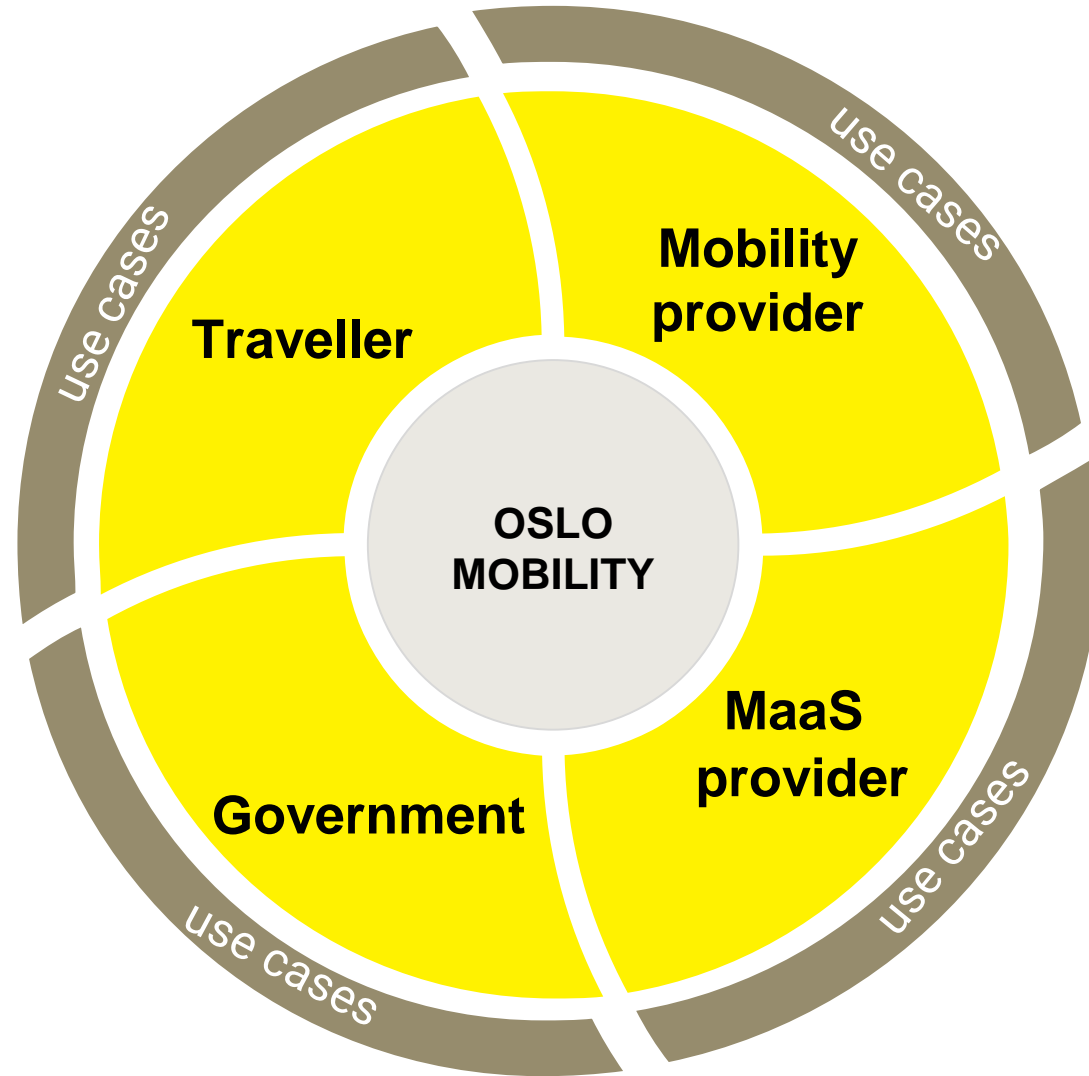 use cases
Mobility
provider
use cases
Traveller
OSLO
MOBILITY
MaaS
provider
use cases
Government
use cases